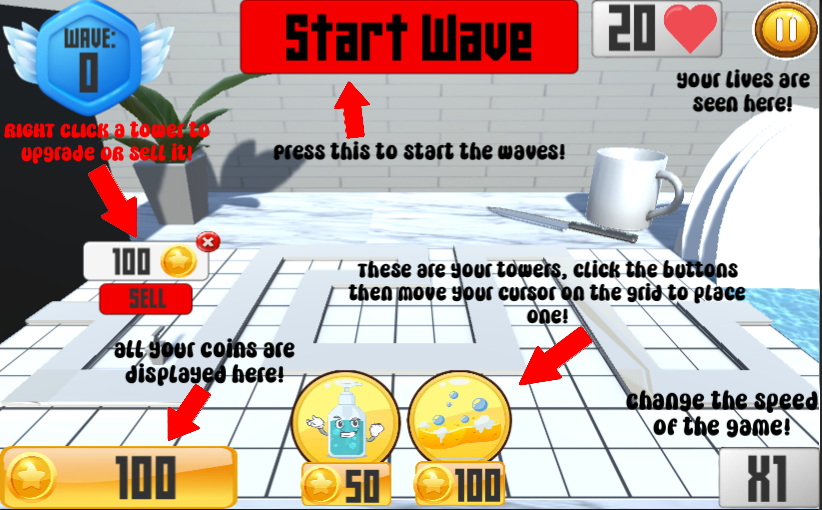 WAVE:
0
Start Wave
20
Your lives are
seen here!
Right click a tower to
upgrade or sell it!
Press this to start the waves!
100
SELL
These are your towers, click the buttons
then move your cursor on the grid to place
one!
All your coins are
displayed here!
Change the speed
of the game!
100
50
100
X1